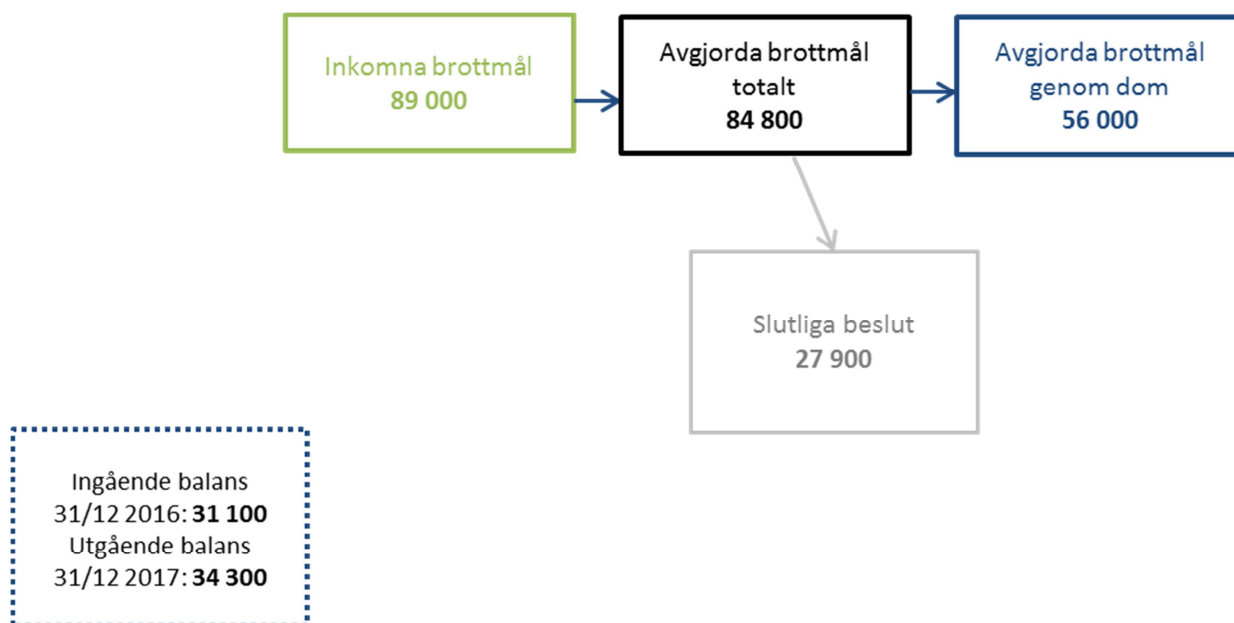 Inkomna brottmål
89 000
Avgjorda brottmål
totalt
84 800
Avgjorda brottmål
genom dom
56 000
Slutliga beslut
27 900
Ingående balans
31/12 2016: 31 100
Utgående balans
31/12 2017: 34 300